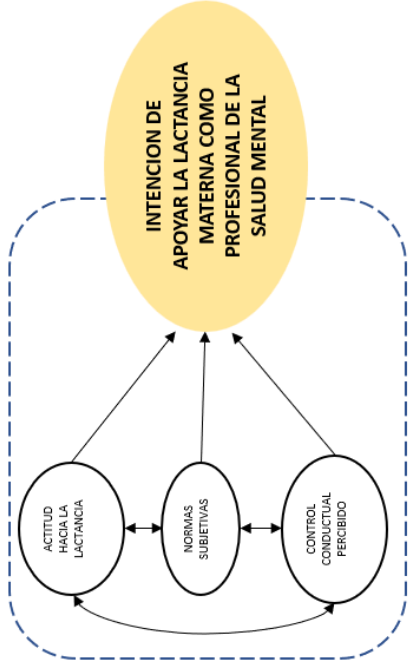 ACTITUD
HACIA LA
LACTANCIA
NORMAS
SUBJETIVAS
CONTROL
CONDUCTUAL
PERCIBIDO
INTENCION DE
APOYAR LA LACTANCIA
MATERNA COMO
PROFESIONAL DE LA
SALUD MENTAL